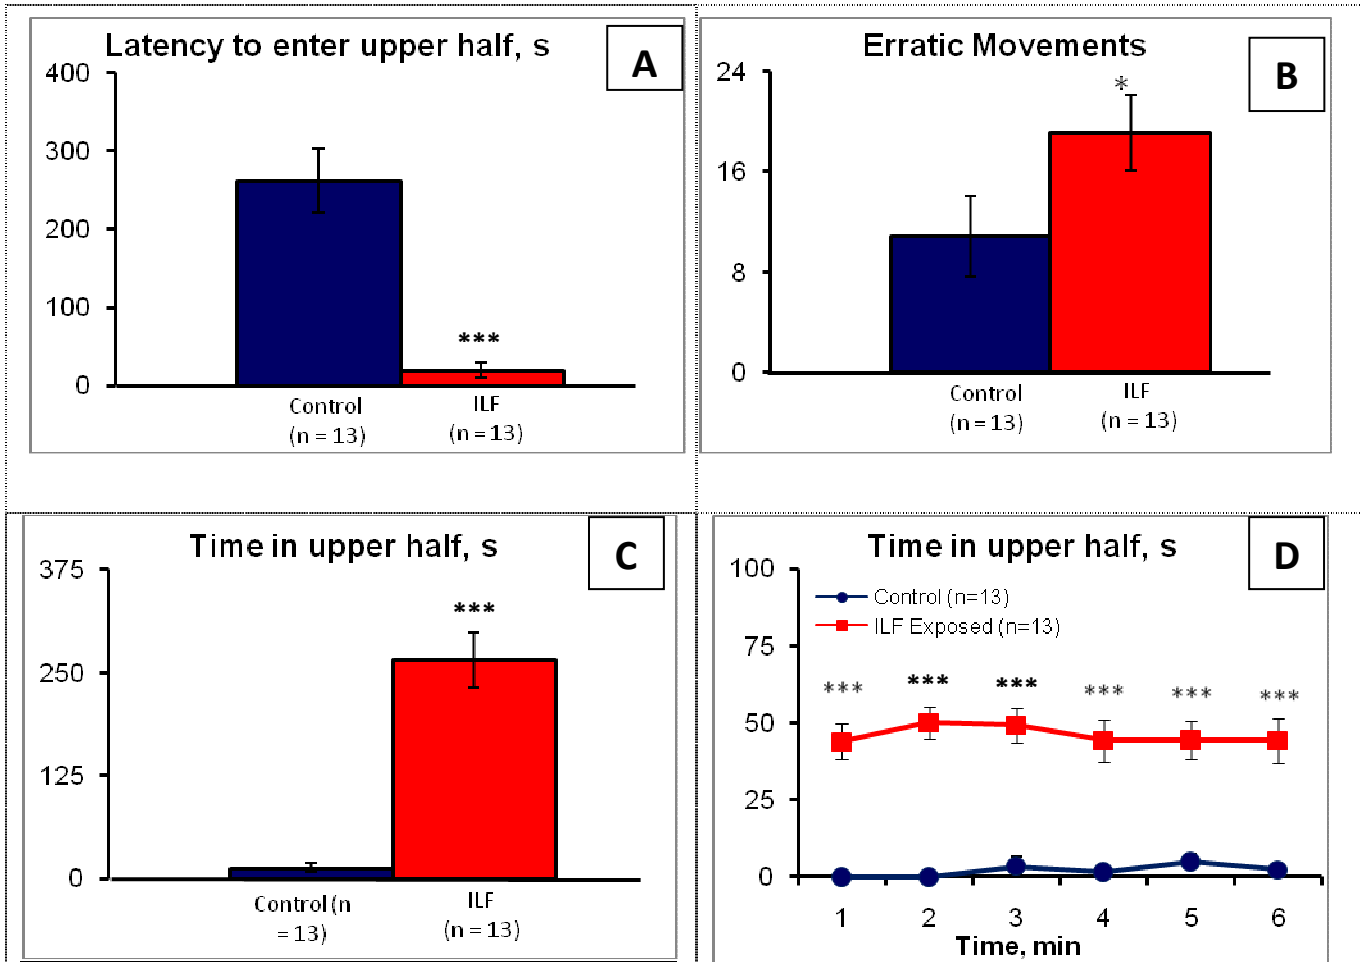 Latency to enter upper half, s
A
400
300
200
100
0
***
Control
(n = 13)
ILF
(n = 13)
Erratic Movements
B
24
16
8
0
*
Control
(n = 13)
ILF
(n = 13)
Time in upper half, s
C
375
250
125
0
***
Control (n
= 13)
ILF
(n = 13)
Time in upper half, s
D
100
75
50
25
0
Control (n=13)
ILF Exposed (n=13)
*** *** *** *** *** ***
1 2 3 4 5 6
Time, min